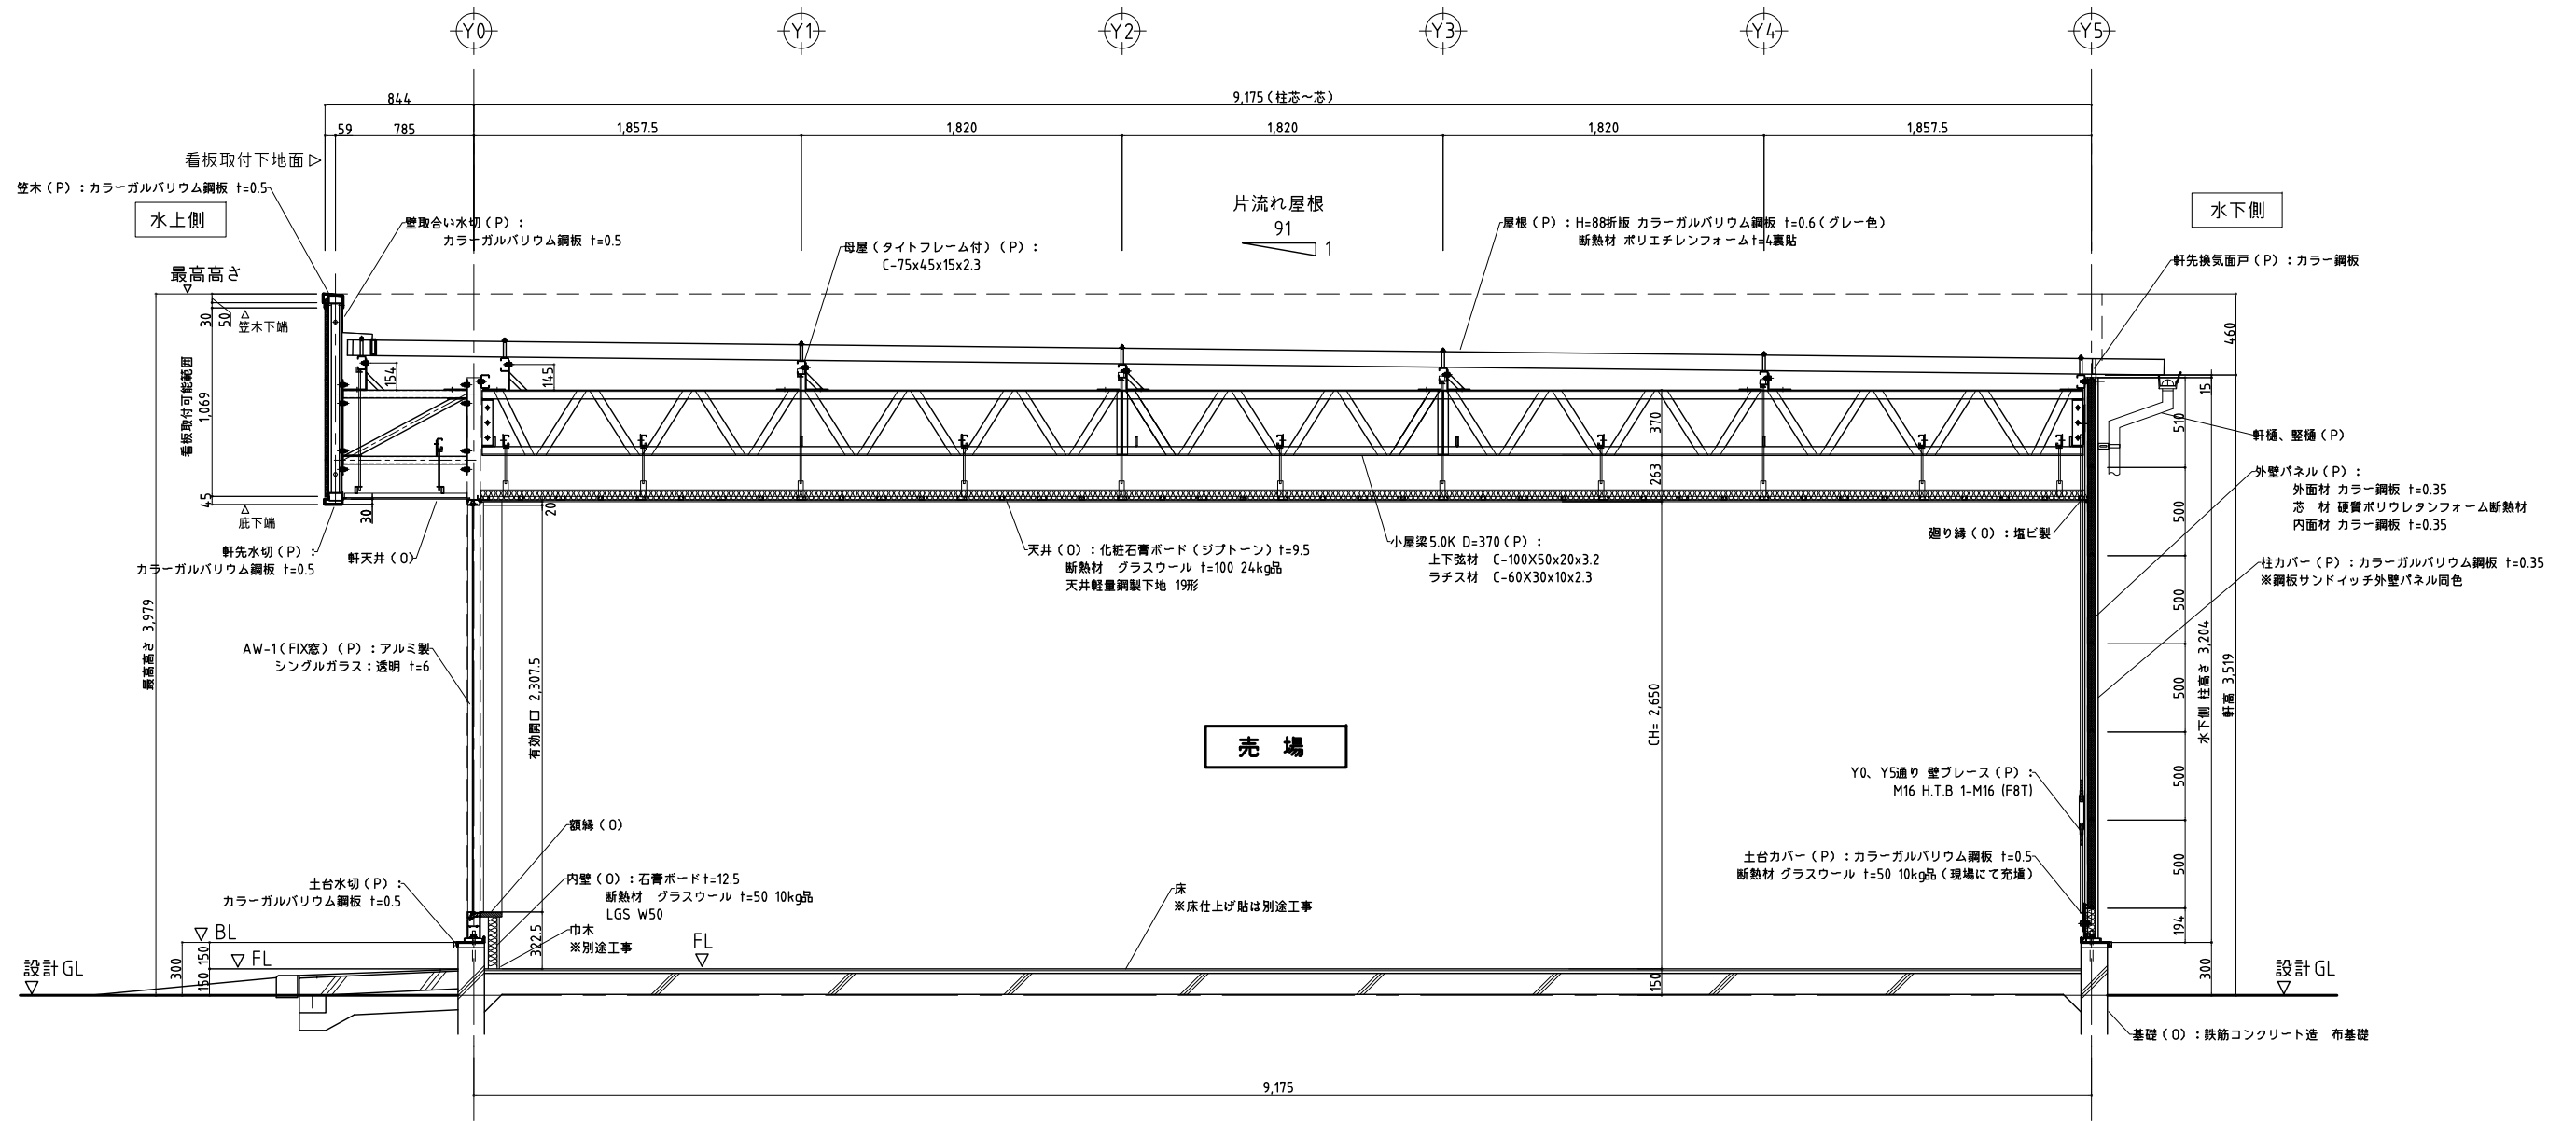 Y0
Y1
Y2
Y3
Y4
Y5
844
9,175(柱芯〜芯)
59
785
1,857.5
1,820
1,820
1,820
1,857.5
看板取付下地面▷
笠木(P):カラーガルバリウム鋼板 t=0.5
水上側
壁取合い水切(P):
カラーガルバリウム鋼板 t=0.5
母屋(タイトフレーム付)(P):
C-75x45x15x2.3
片流れ屋根
91
1
屋根(P):H=88折版 カラーガルバリウム鋼板 t=0.6(グレー色)
断熱材 ポリエチレンフォームt=4裏貼
水下側
軒先換気面戸(P):カラー鋼板
最高高さ
30
50
笠木下端
看板取付可能範囲
1,069
45
庇下端
30
154
145
370
263
20
460
15
510
軒樋、竪樋(P)
外壁パネル(P):
外面材 カラー鋼板 t=0.35
芯 材 硬質ポリウレタンフォーム断熱材
内面材 カラー鋼板 t=0.35
軒先水切(P):
カラーガルバリウム鋼板 t=0.5
軒天井(O)
天井(O):化粧石膏ボード(ジプトーン)t=9.5
断熱材 グラスウール t=100 24kg品
天井軽量鋼製下地 19形
小屋梁5.0K D=370(P):
上下弦材 C-100X50x20x3.2
ラチス材 C-60X30x10x2.3
廻り縁(O):塩ビ製
柱カバー(P):カラーガルバリウム鋼板 t=0.35
※鋼板サンドイッチ外壁パネル同色
最高高さ 3,979
AW-1(FIX窓)(P):アルミ製
シングルガラス:透明 t=6
有効開口 2,307.5
売 場
CH= 2,650
500
500
500
500
500
194
水下側 柱高さ 3,204
軒高 3,519
Y0、Y5通り 壁ブレース(P):
M16 H.T.B 1-M16 (F8T)
額縁(O)
土台カバー(P):カラーガルバリウム鋼板 t=0.5
断熱材 グラスウール t=50 10kg品(現場にて充填)
土台水切(P):
カラーガルバリウム鋼板 t=0.5
内壁(O):石膏ボードt=12.5
断熱材 グラスウール t=50 10kg品
LGS W50
床
※床仕上げ貼は別途工事
巾木
※別途工事
322.5
BL
FL
FL
300
150
150
150
300
設計GL
設計GL
基礎(O):鉄筋コンクリート造 布基礎
9,175